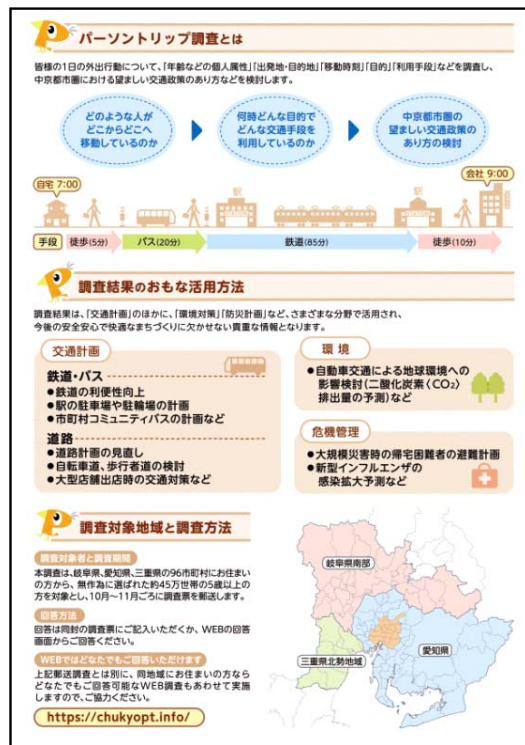 パーソントリップ調査とは
皆様の1日の外出行動について、「年齢などの個人属性」「出発地・目的地」「移動時刻」「目的」「利用手段」などを調査し、
中京都市圏における望ましい交通政策のあり方などを検討します。
どのような人が
どこからどこへ
移動しているのか
何時どんな目的で
どんな交通手段を
利用しているのか
中京都市圏の
望ましい交通政策の
あり方の検討
自宅 7:00
会社 9:00
駅
駅
手段
徒歩(5分)
バス(20分)
鉄道(85分)
徒歩(10分)
調査結果のおもな活用方法
調査結果は、「交通計画」のほかに、「環境対策」「防災計画」など、さまざまな分野で活用され、
今後の安全安心で快適なまちづくりに欠かせない貴重な情報となります。
交通計画
鉄道・バス
●鉄道の利便性向上
●駅の駐車場や駐輪場の計画
●市町村コミュニティバスの計画など
道路
●道路計画の見直し
●自転車道、歩行者道の検討
●大型店舗出店時の交通対策など
環 境
●自動車交通による地球環境への
影響検討(二酸化炭素〈CO₂〉
排出量の予測)など
危機管理
●大規模災害時の帰宅困難者の避難計画
●新型インフルエンザの
感染拡大予測など
調査対象地域と調査方法
調査対象者と調査期間
本調査は、岐阜県、愛知県、三重県の96市町村にお住まい
の方から、無作為に選ばれた約45万世帯の5歳以上の
方を対象とし、10月～11月ごろに調査票を郵送します。
回答方法
回答は同封の調査票にご記入いただくか、WEBの回答
画面からご回答ください。
WEBではどなたでもご回答いただけます
上記郵送調査とは別に、同地域にお住まいの方なら
どなたでもご回答可能なWEB調査もあわせて実施
しますので、ご協力ください。
https://chukyopt.info/
岐阜県南部
愛知県
三重県北勢地域